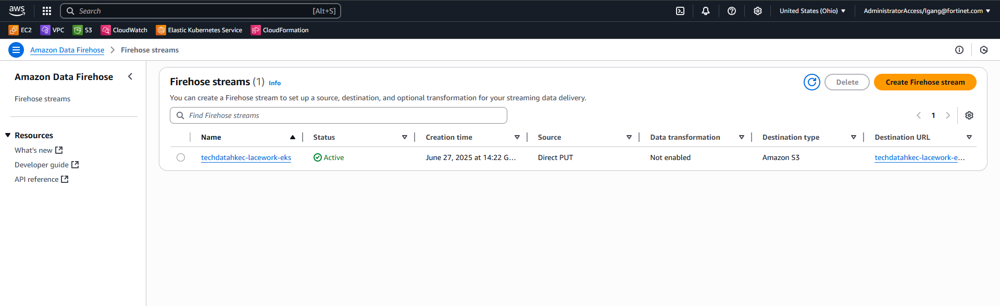 aws
Search [Alt+S]
United States (Ohio)
AdministratorAccess/lgang@fortinet.com
EC2 VPC S3 CloudWatch Elastic Kubernetes Service CloudFormation
Amazon Data Firehose > Firehose streams
Amazon Data Firehose
Firehose streams
Resources
What's new
Developer guide
API reference
Firehose streams (1) Info
Delete
Create Firehose stream
You can create a Firehose stream to set up a source, destination, and optional transformation for your streaming data delivery.
Find Firehose streams
1
Name Status Creation time Source Data transformation Destination type Destination URL
techdatahkec-lacework-eks Active June 27, 2025 at 14:22 G... Direct PUT Not enabled Amazon S3 techdatahkec-lacework-e...